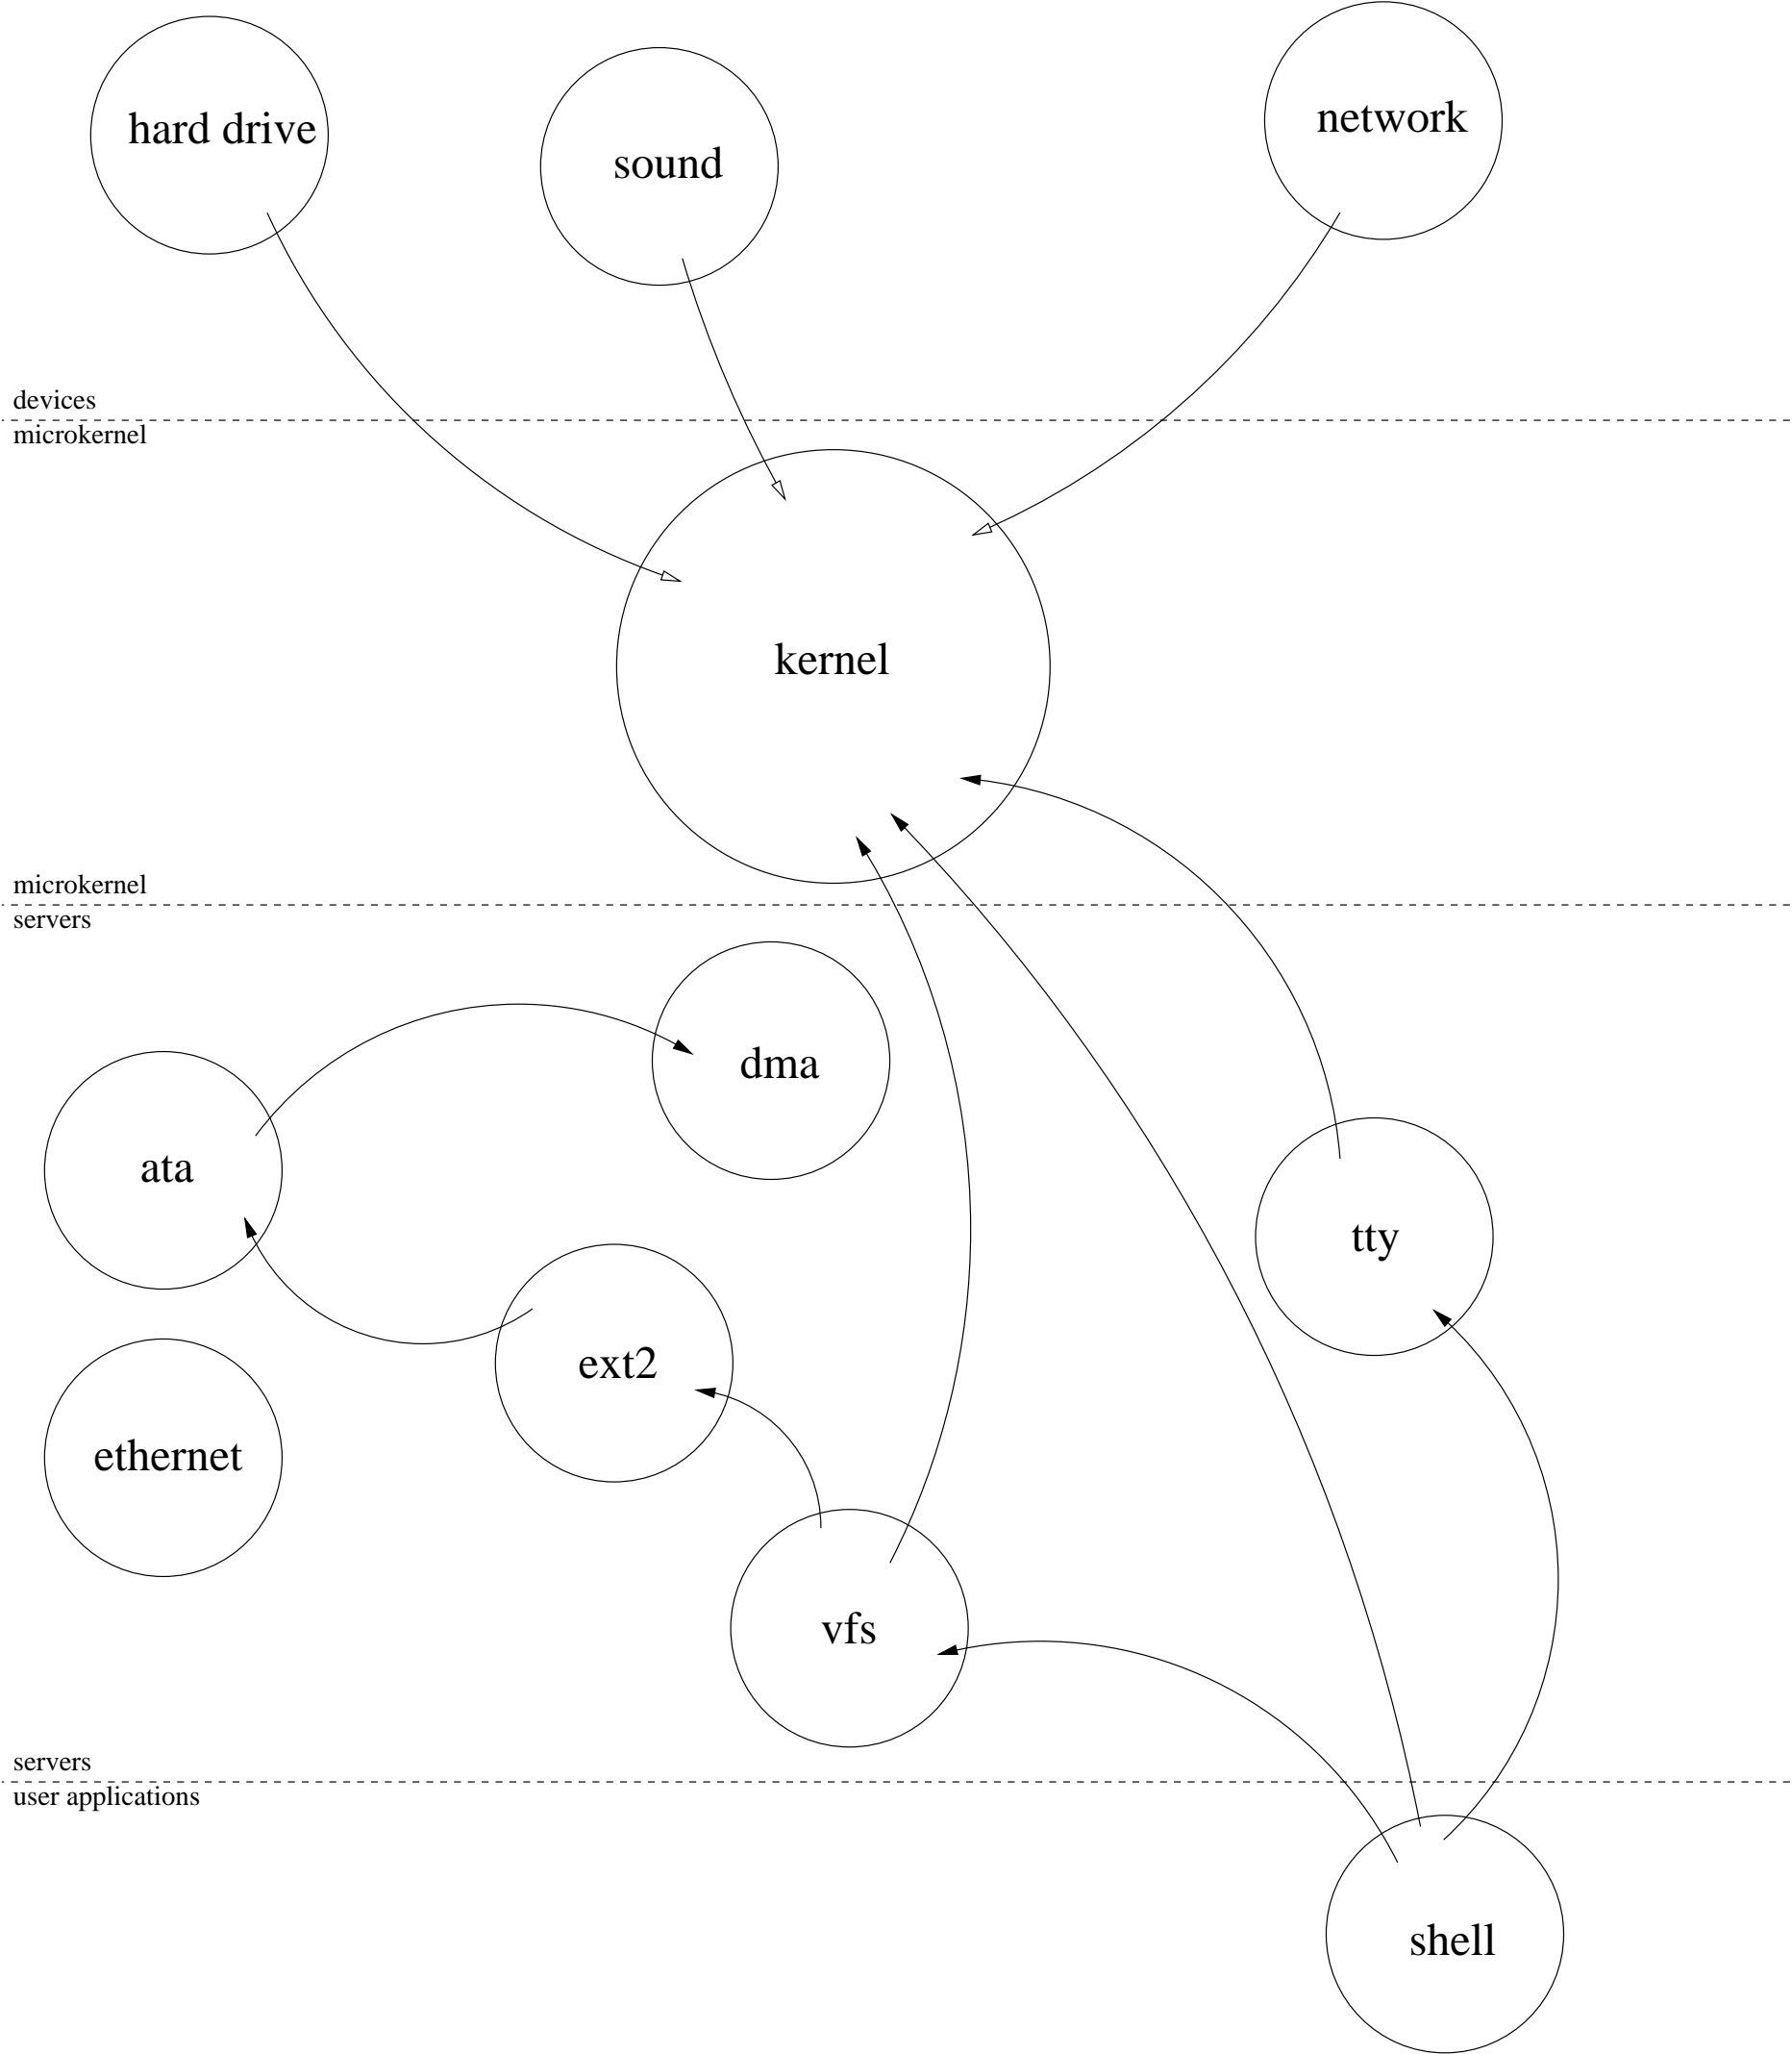 hard drive
sound
network
devices
microkernel
kernel
microkernel
servers
dma
ata
tty
ext2
ethernet
vfs
servers
user applications
shell